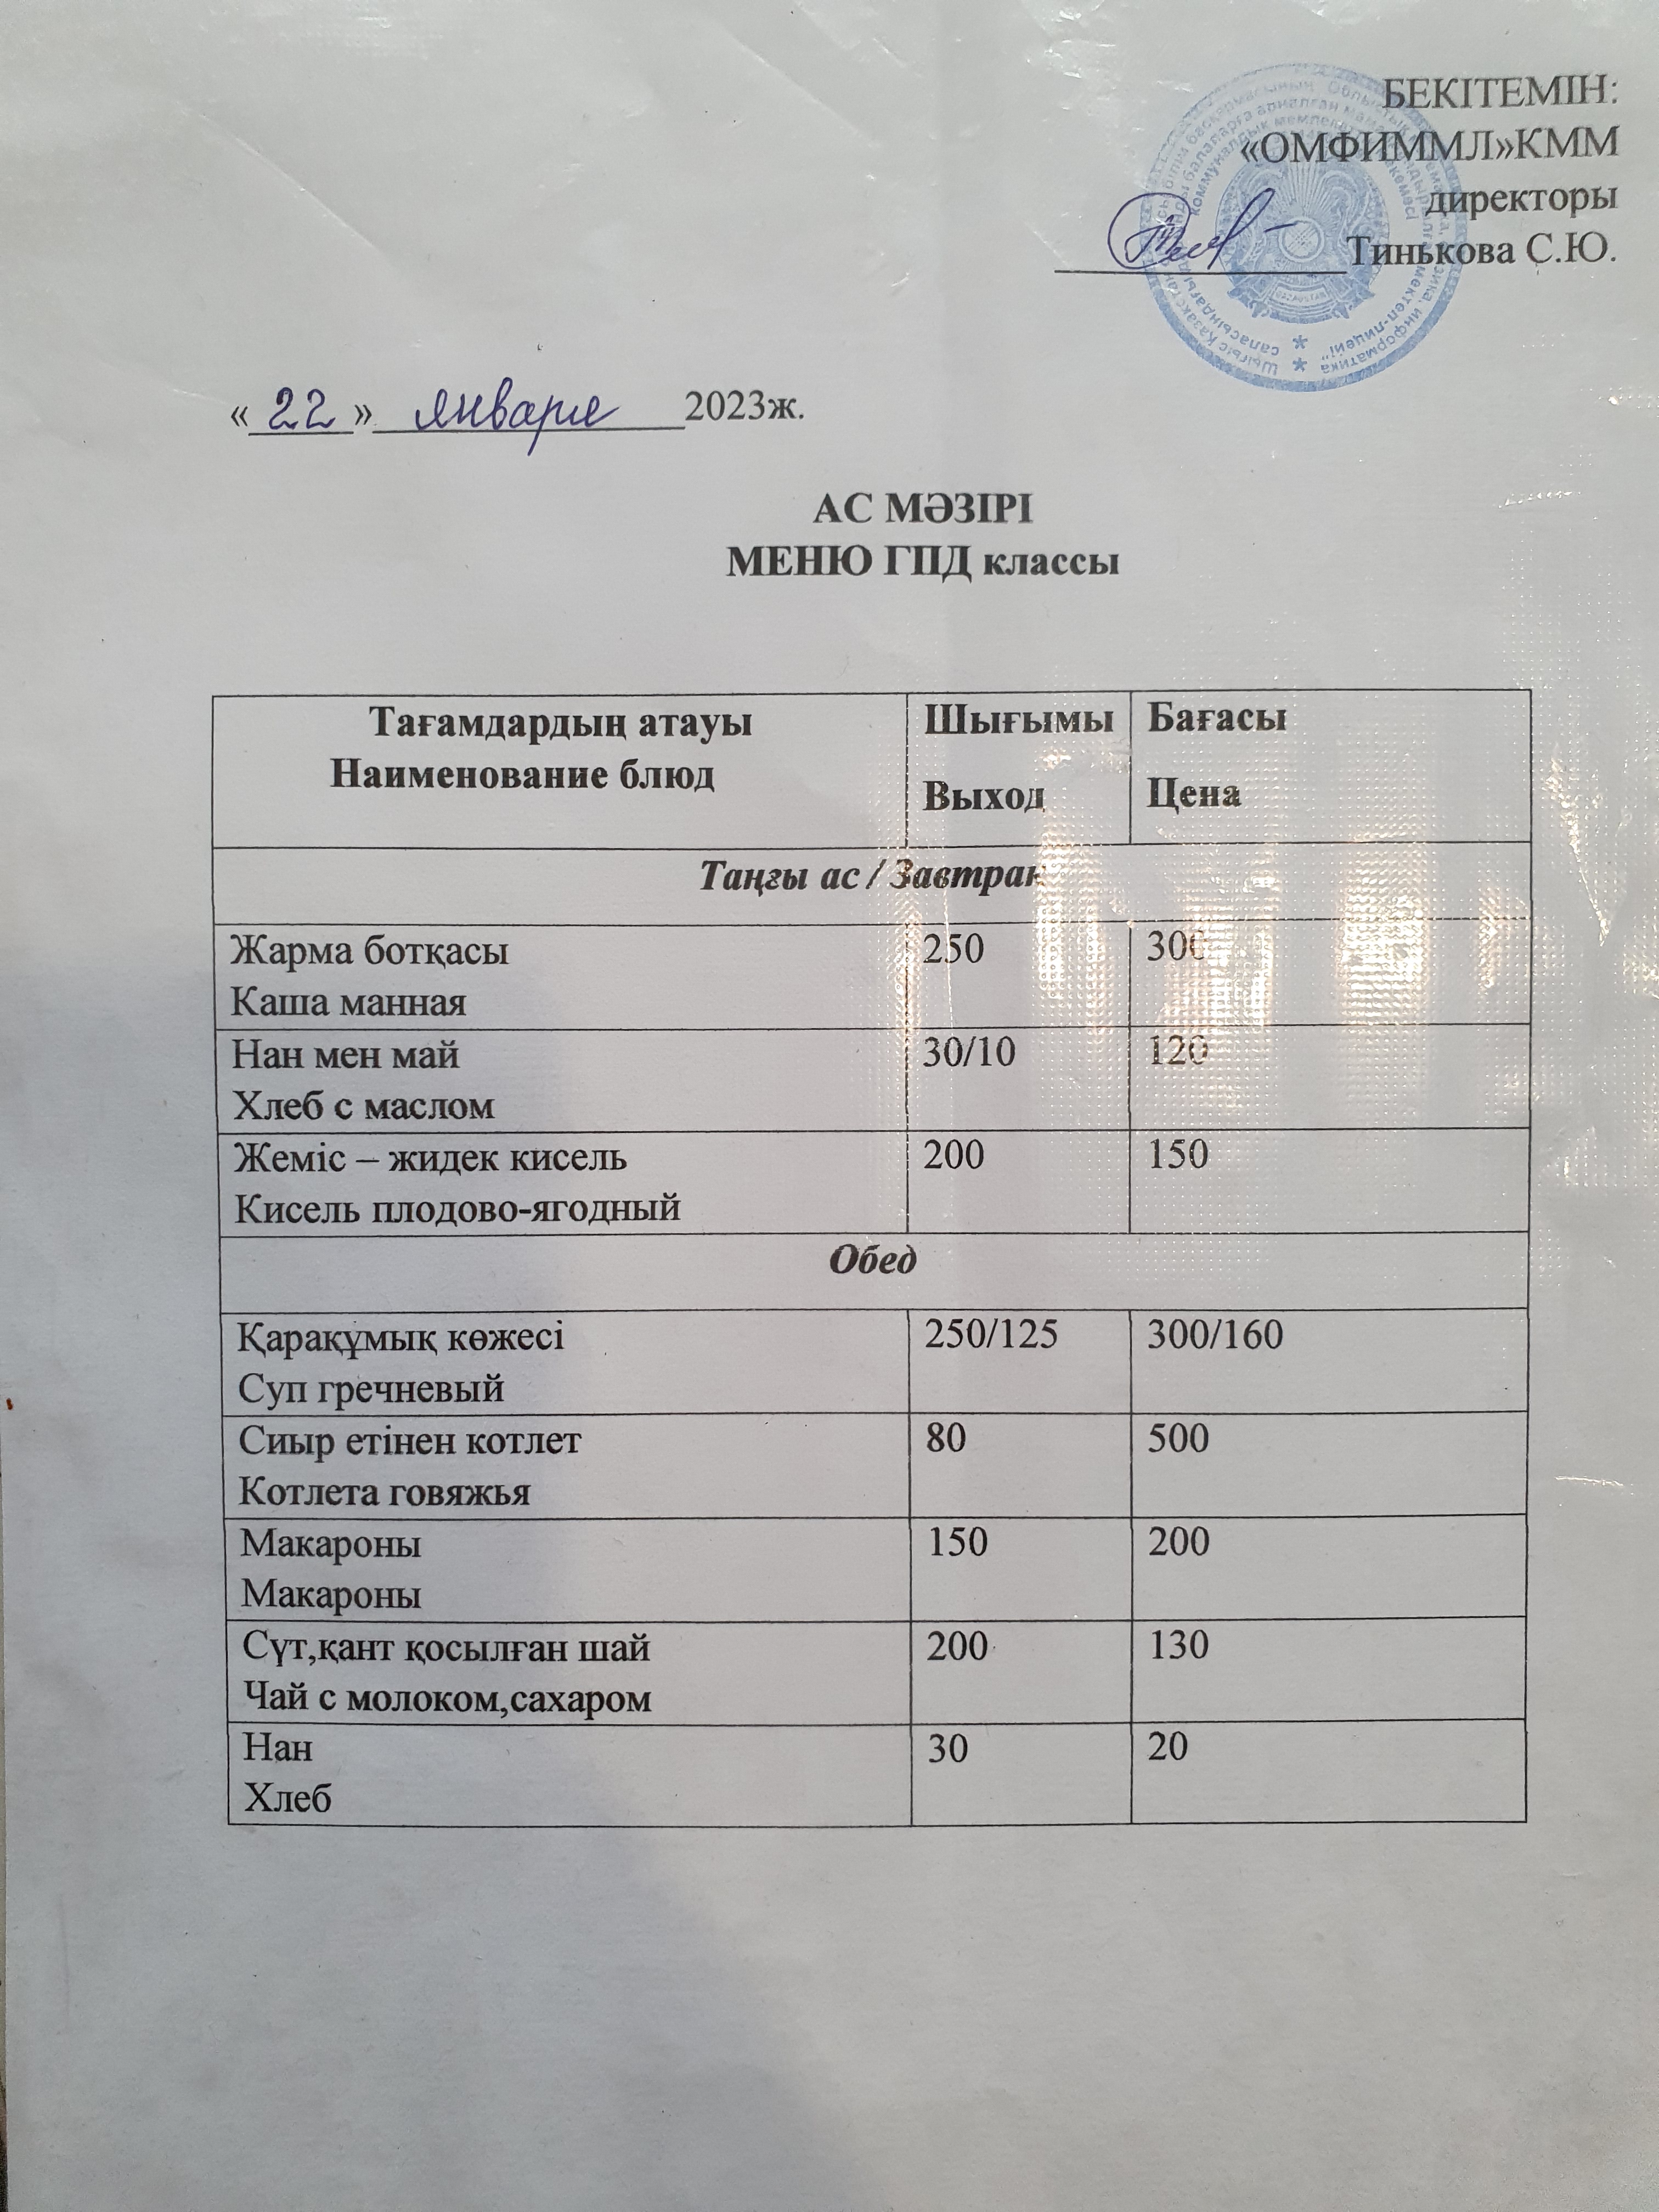 БЕКІТЕМІН:
«ОМФИММЛ»КММ
директоры
Тинькова С.Ю.
«22» января 2023ж.
АС МӘЗІРІ
МЕНЮ ГПД классы
Тағамдардың атауы
Наименование блюд
Шығымы
Выход
Бағасы
Цена
Таңғы ас / Завтрак
Жарма ботқасы 250 300
Каша манная
Нан мен май 30/10 120
Хлеб с маслом
Жеміс – жидек кисель 200 150
Кисель плодово-ягодный
Обед
Қарақұмық көжесі 250/125 300/160
Суп гречневый
Сиыр етінен котлет 80 500
Котлета говяжья
Макароны 150 200
Макароны
Сүт,қант қосылған шай 200 130
Чай с молоком,сахаром
Нан 30 20
Хлеб